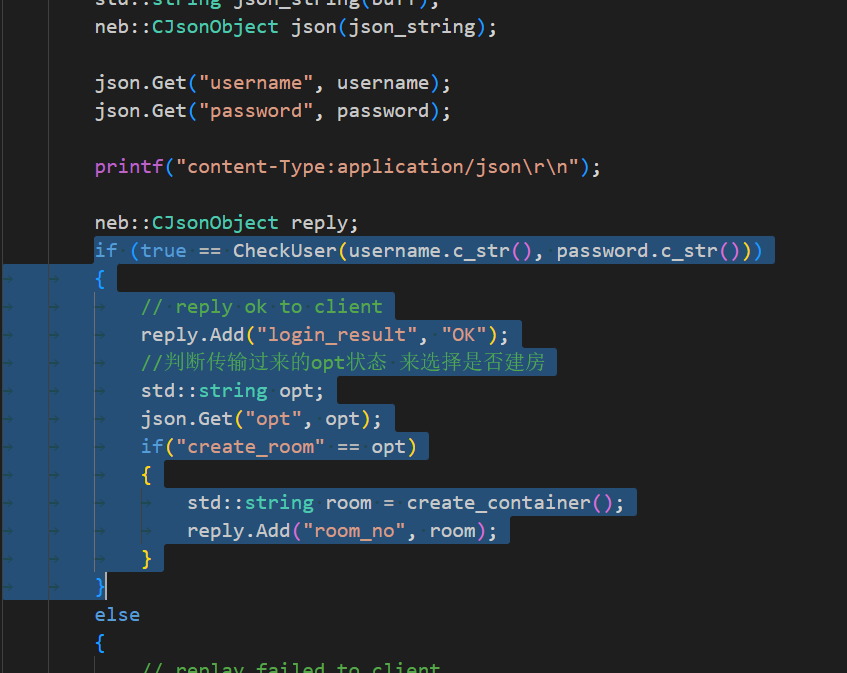 std::string json_string(buff);
neb::CJsonObject json(json_string);
json.Get("username", username);
json.Get("password", password);
printf("content-Type:application/json\r\n");
neb::CJsonObject reply;
if (true == CheckUser(username.c_str(), password.c_str()))
{
// reply ok to client
reply.Add("login_result", "OK");
//判断传输过来的opt状态 来选择是否建房
std::string opt;
json.Get("opt", opt);
if("create_room" == opt)
{
std::string room = create_container();
reply.Add("room_no", room);
}
}
else
{
// replay failed to client